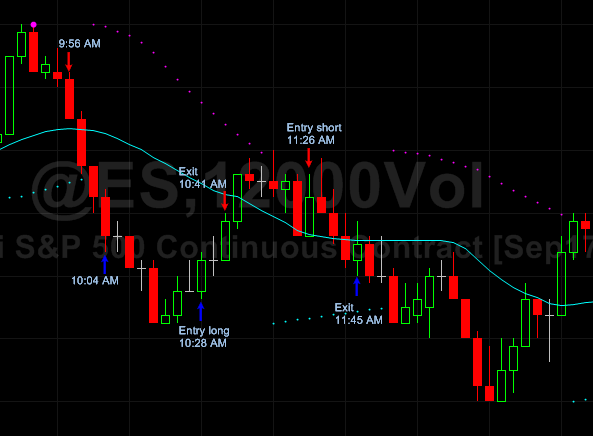 9:56 AM
Entry short
11:26 AM
Exit
10:41 AM
@ES,12000Vol
i S&P 500 Continuous Contract [Sep17
10:04 AM
Exit
11:45 AM
Entry long
10:28 AM